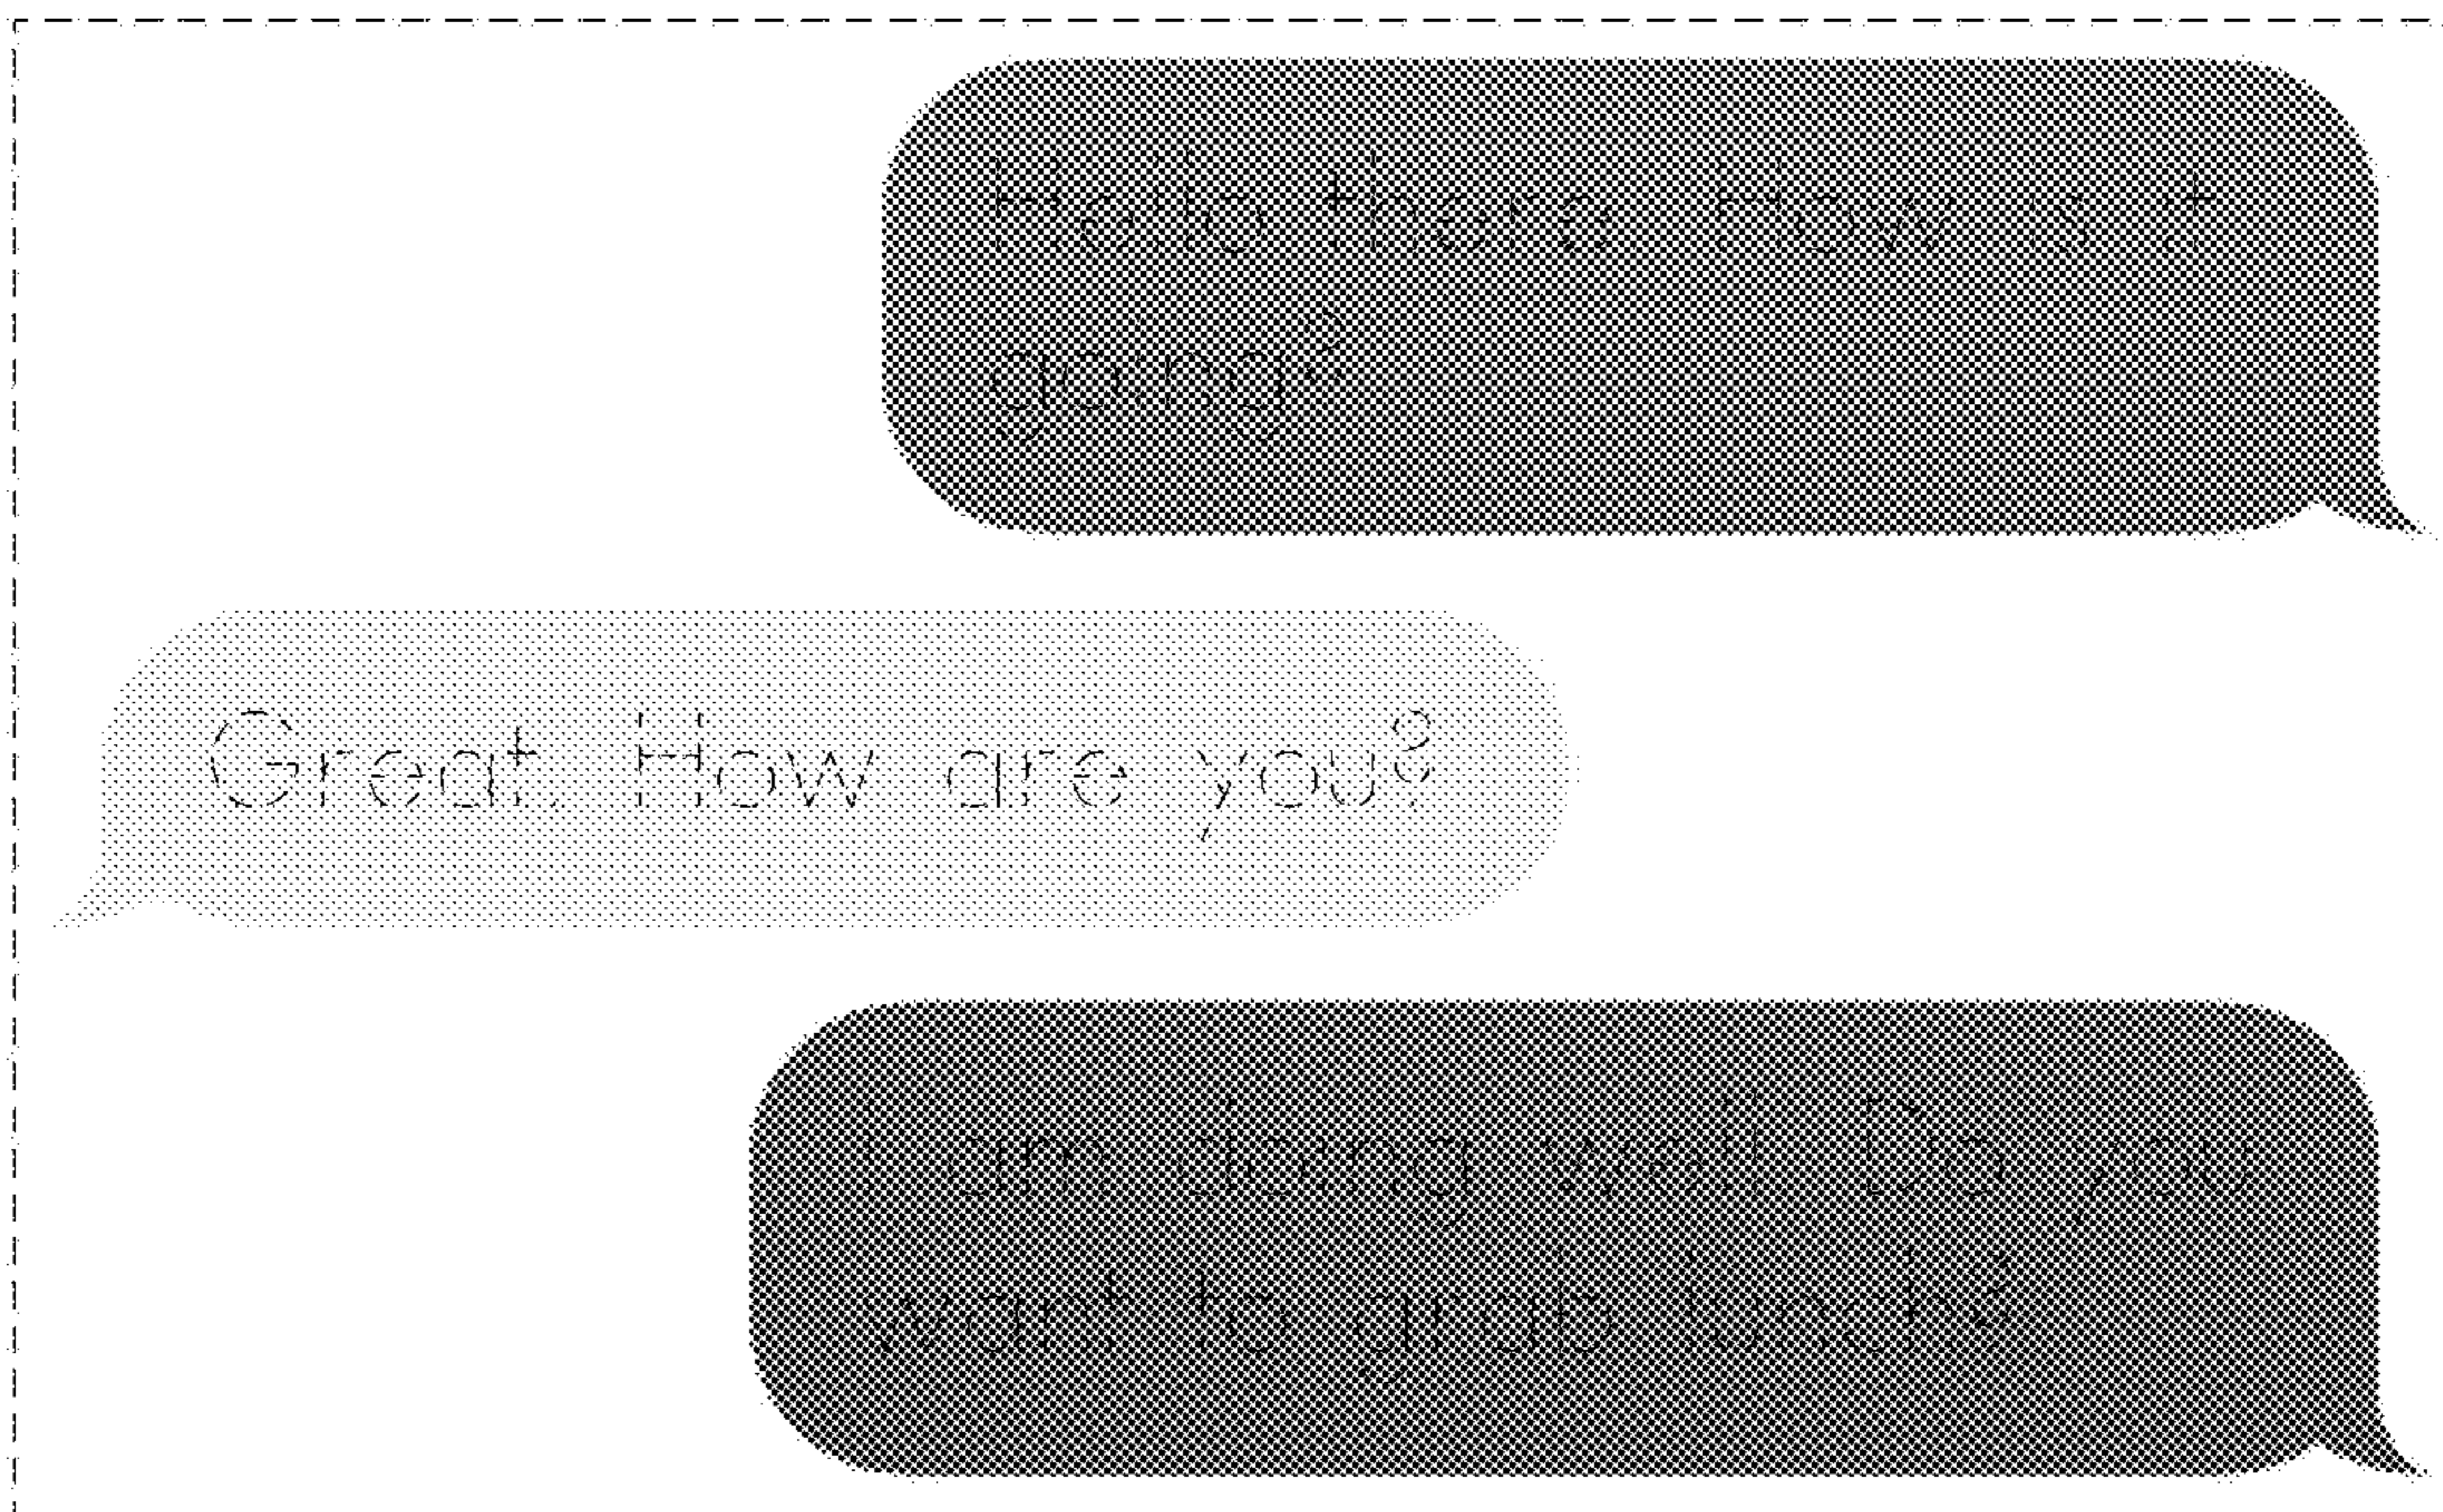 Hello there How is it
going?
Great. How are you?
I am doing well Do you
want to grab lunch?